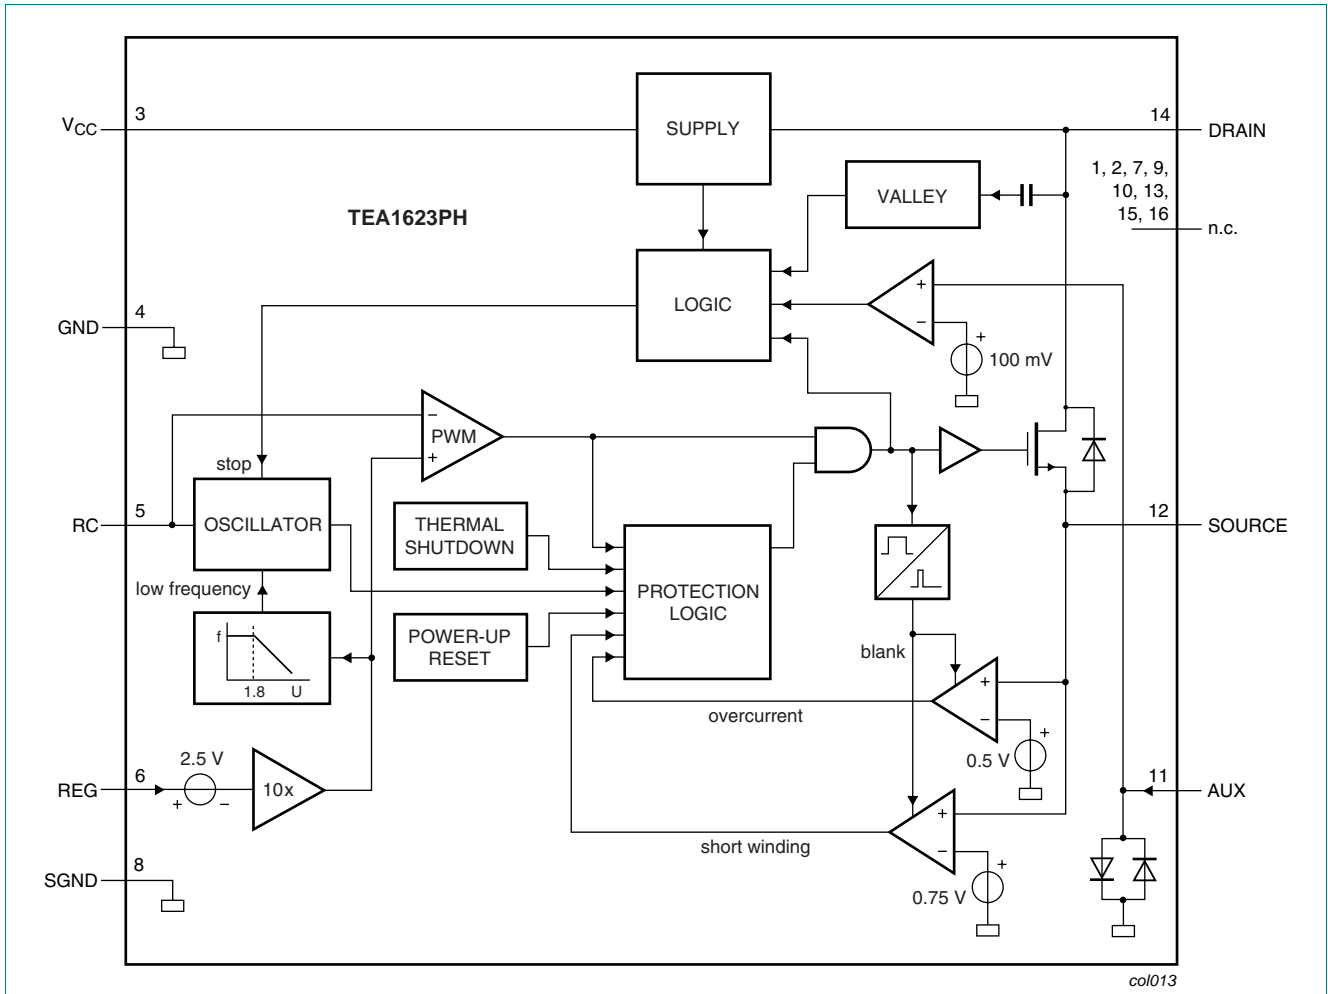 VCC
3
SUPPLY
14
DRAIN
1, 2, 7, 9,
10, 13,
15, 16
n.c.
VALLEY
TEA1623PH
LOGIC
+
−
+
100 mV
4
GND
−
PWM
+
stop
RC
5
OSCILLATOR
THERMAL
SHUTDOWN
12
SOURCE
low frequency
PROTECTION
LOGIC
f
1.8
U
POWER-UP
RESET
blank
overcurrent
+
−
+
0.5 V
2.5 V
REG
6
+
−
10x
11
AUX
short winding
+
−
+
0.75 V
8
SGND
col013